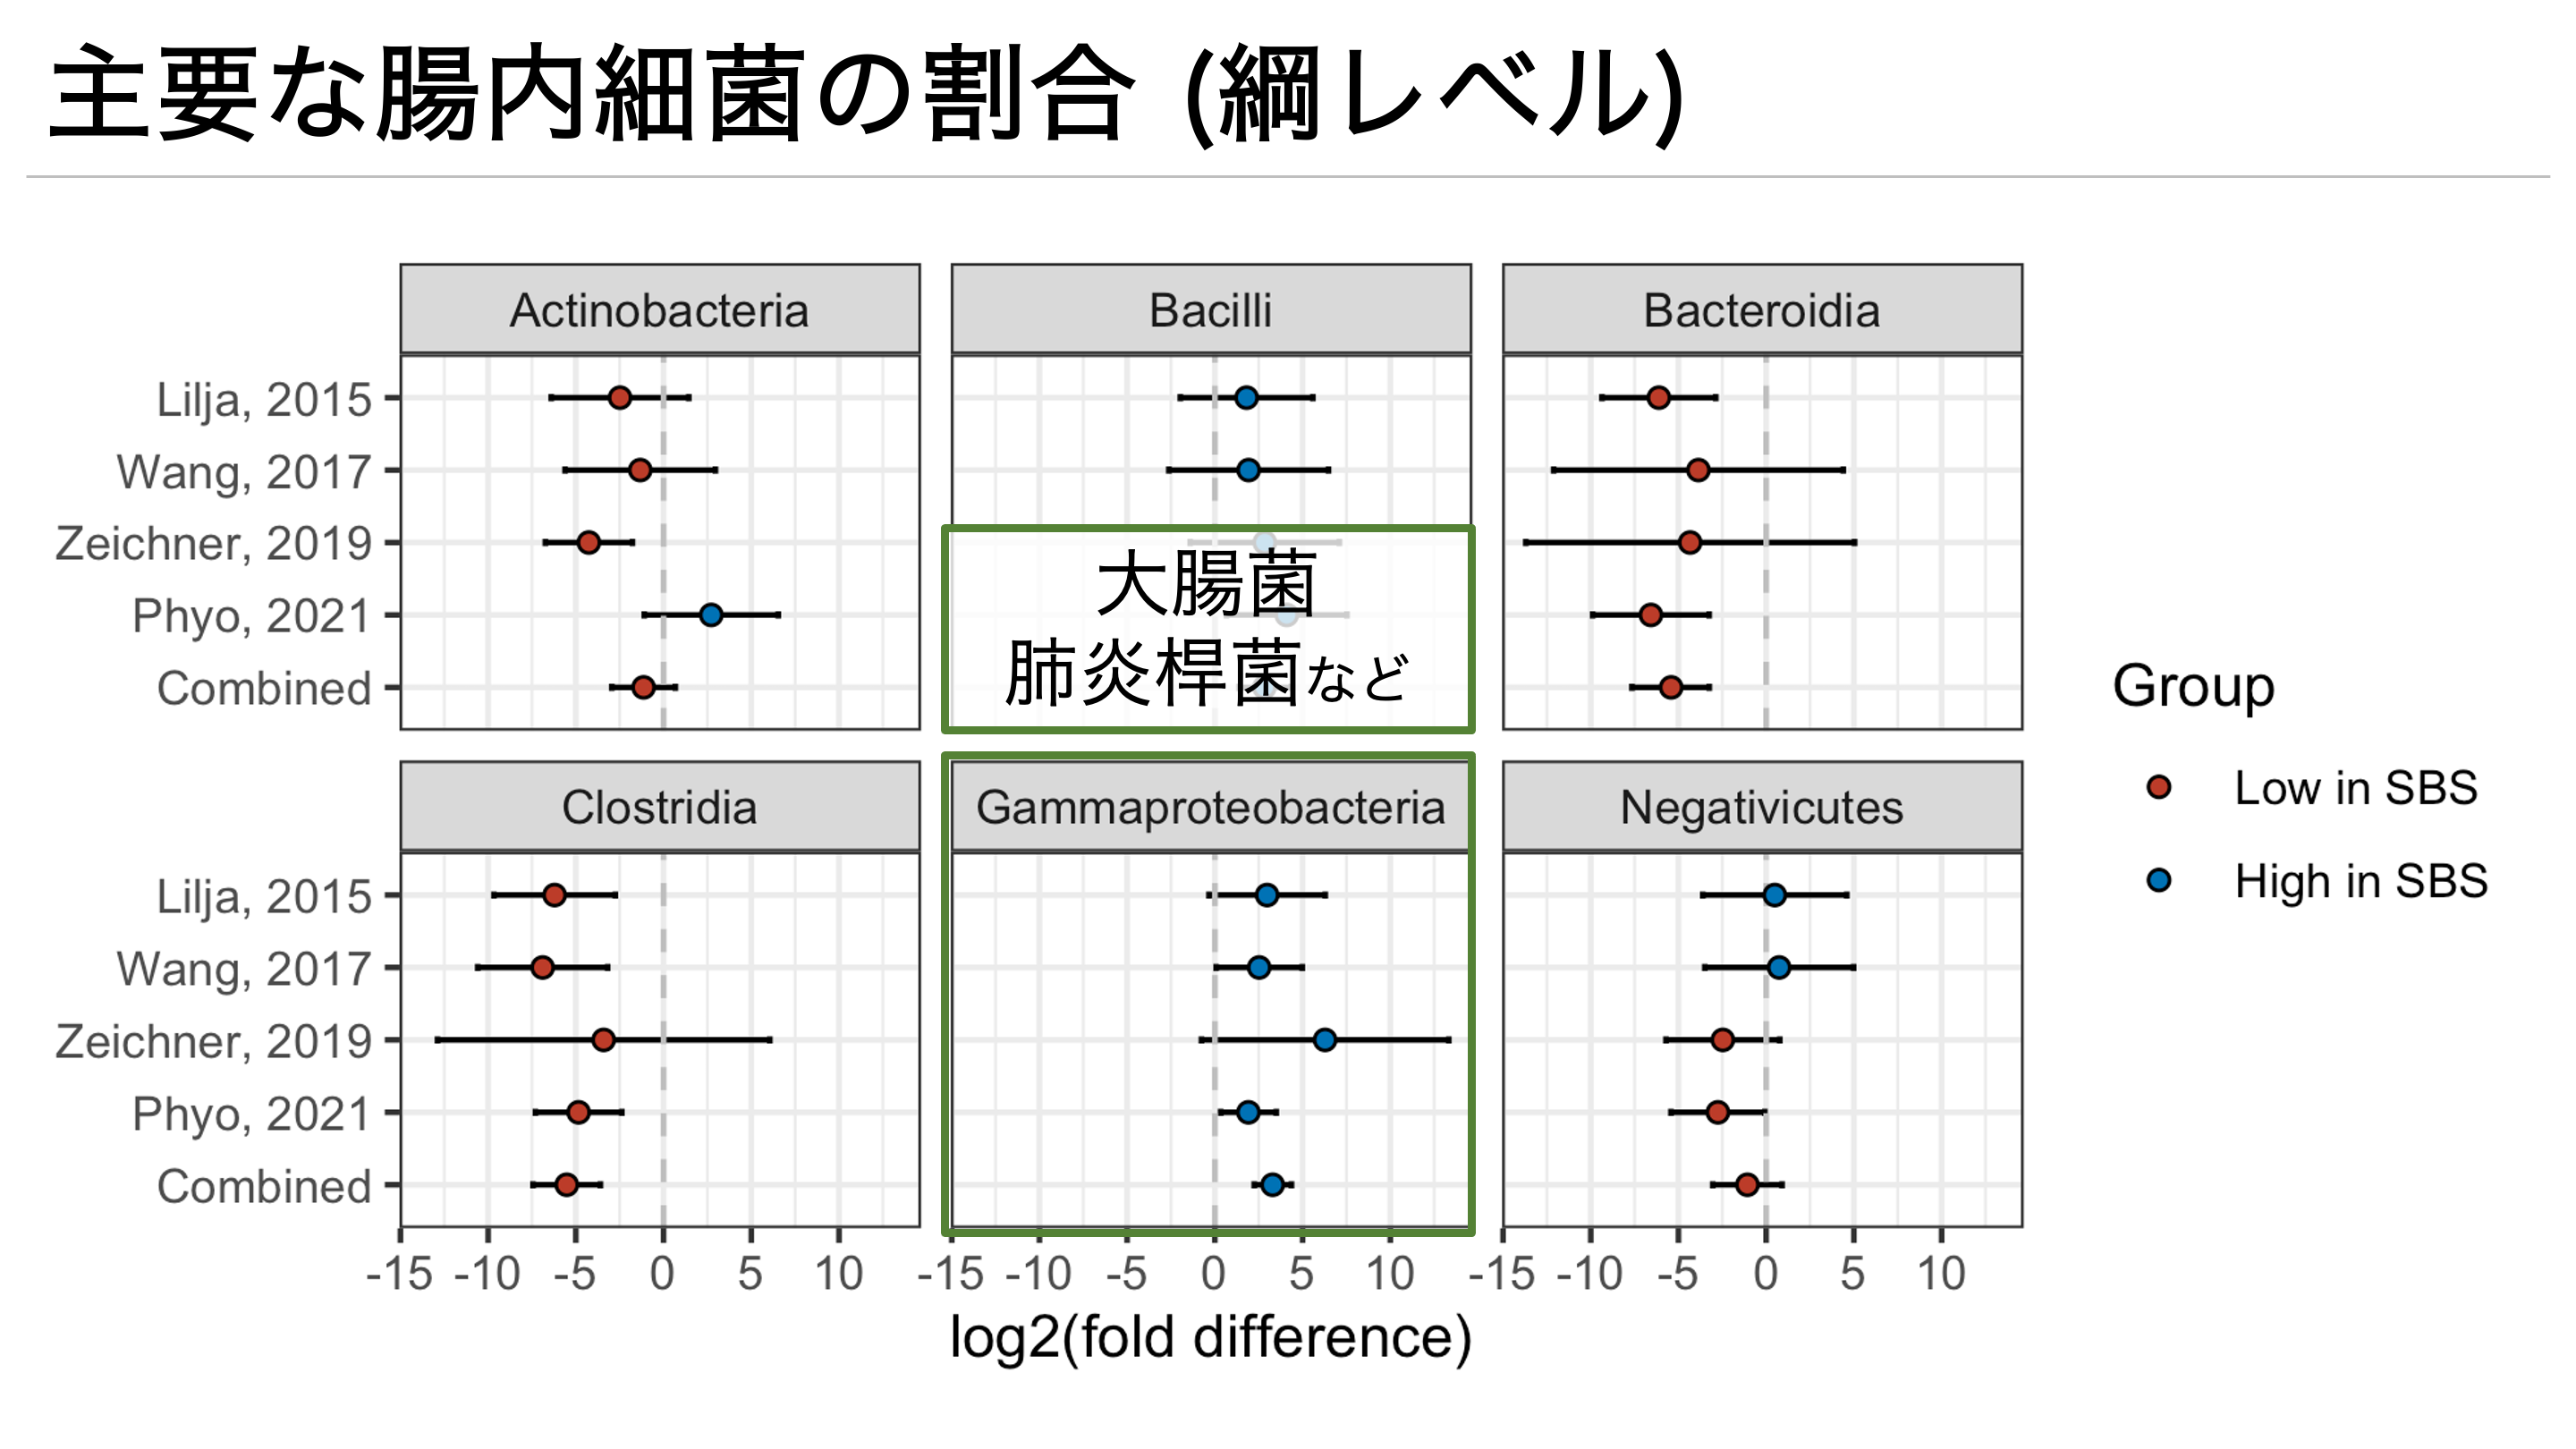 主要な腸内細菌の割合 (綱レベル)
Actinobacteria
Bacilli
Bacteroidia
Lilja, 2015
Wang, 2017
Zeichner, 2019
Phyo, 2021
Combined
大腸菌
肺炎桿菌など
Clostridia
Gammaproteobacteria
Negativicutes
Lilja, 2015
Wang, 2017
Zeichner, 2019
Phyo, 2021
Combined
-15 -10 -5 0 5 10
-15 -10 -5 0 5 10
-15 -10 -5 0 5 10
log2(fold difference)
Group
Low in SBS
High in SBS